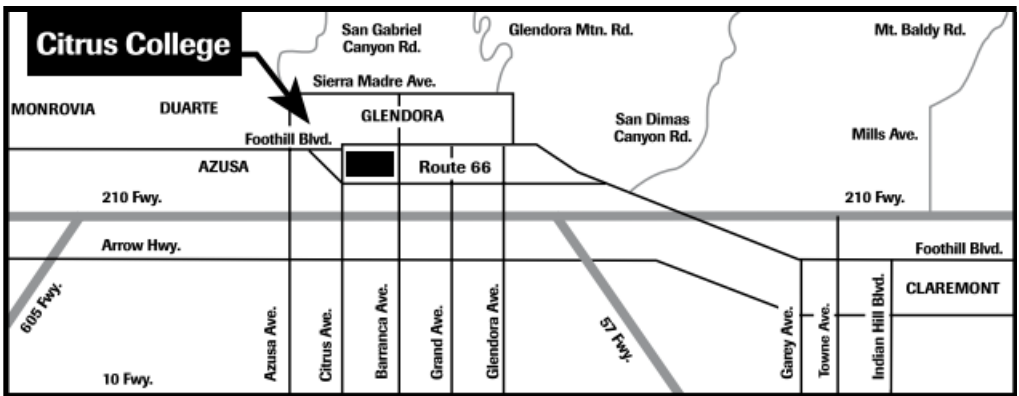 Citrus College
San Gabriel
Canyon Rd.
Glendora Mtn. Rd.
Mt. Baldy Rd.
Sierra Madre Ave.
MONROVIA
DUARTE
GLENDORA
San Dimas
Canyon Rd.
Mills Ave.
Foothill Blvd.
AZUSA
Route 66
210 Fwy.
210 Fwy.
Arrow Hwy.
Foothill Blvd.
605 Fwy.
Azusa Ave.
Citrus Ave.
Barranca Ave.
Grand Ave.
Glendora Ave.
57 Fwy.
Garey Ave.
Towne Ave.
Indian Hill Blvd.
CLAREMONT
10 Fwy.